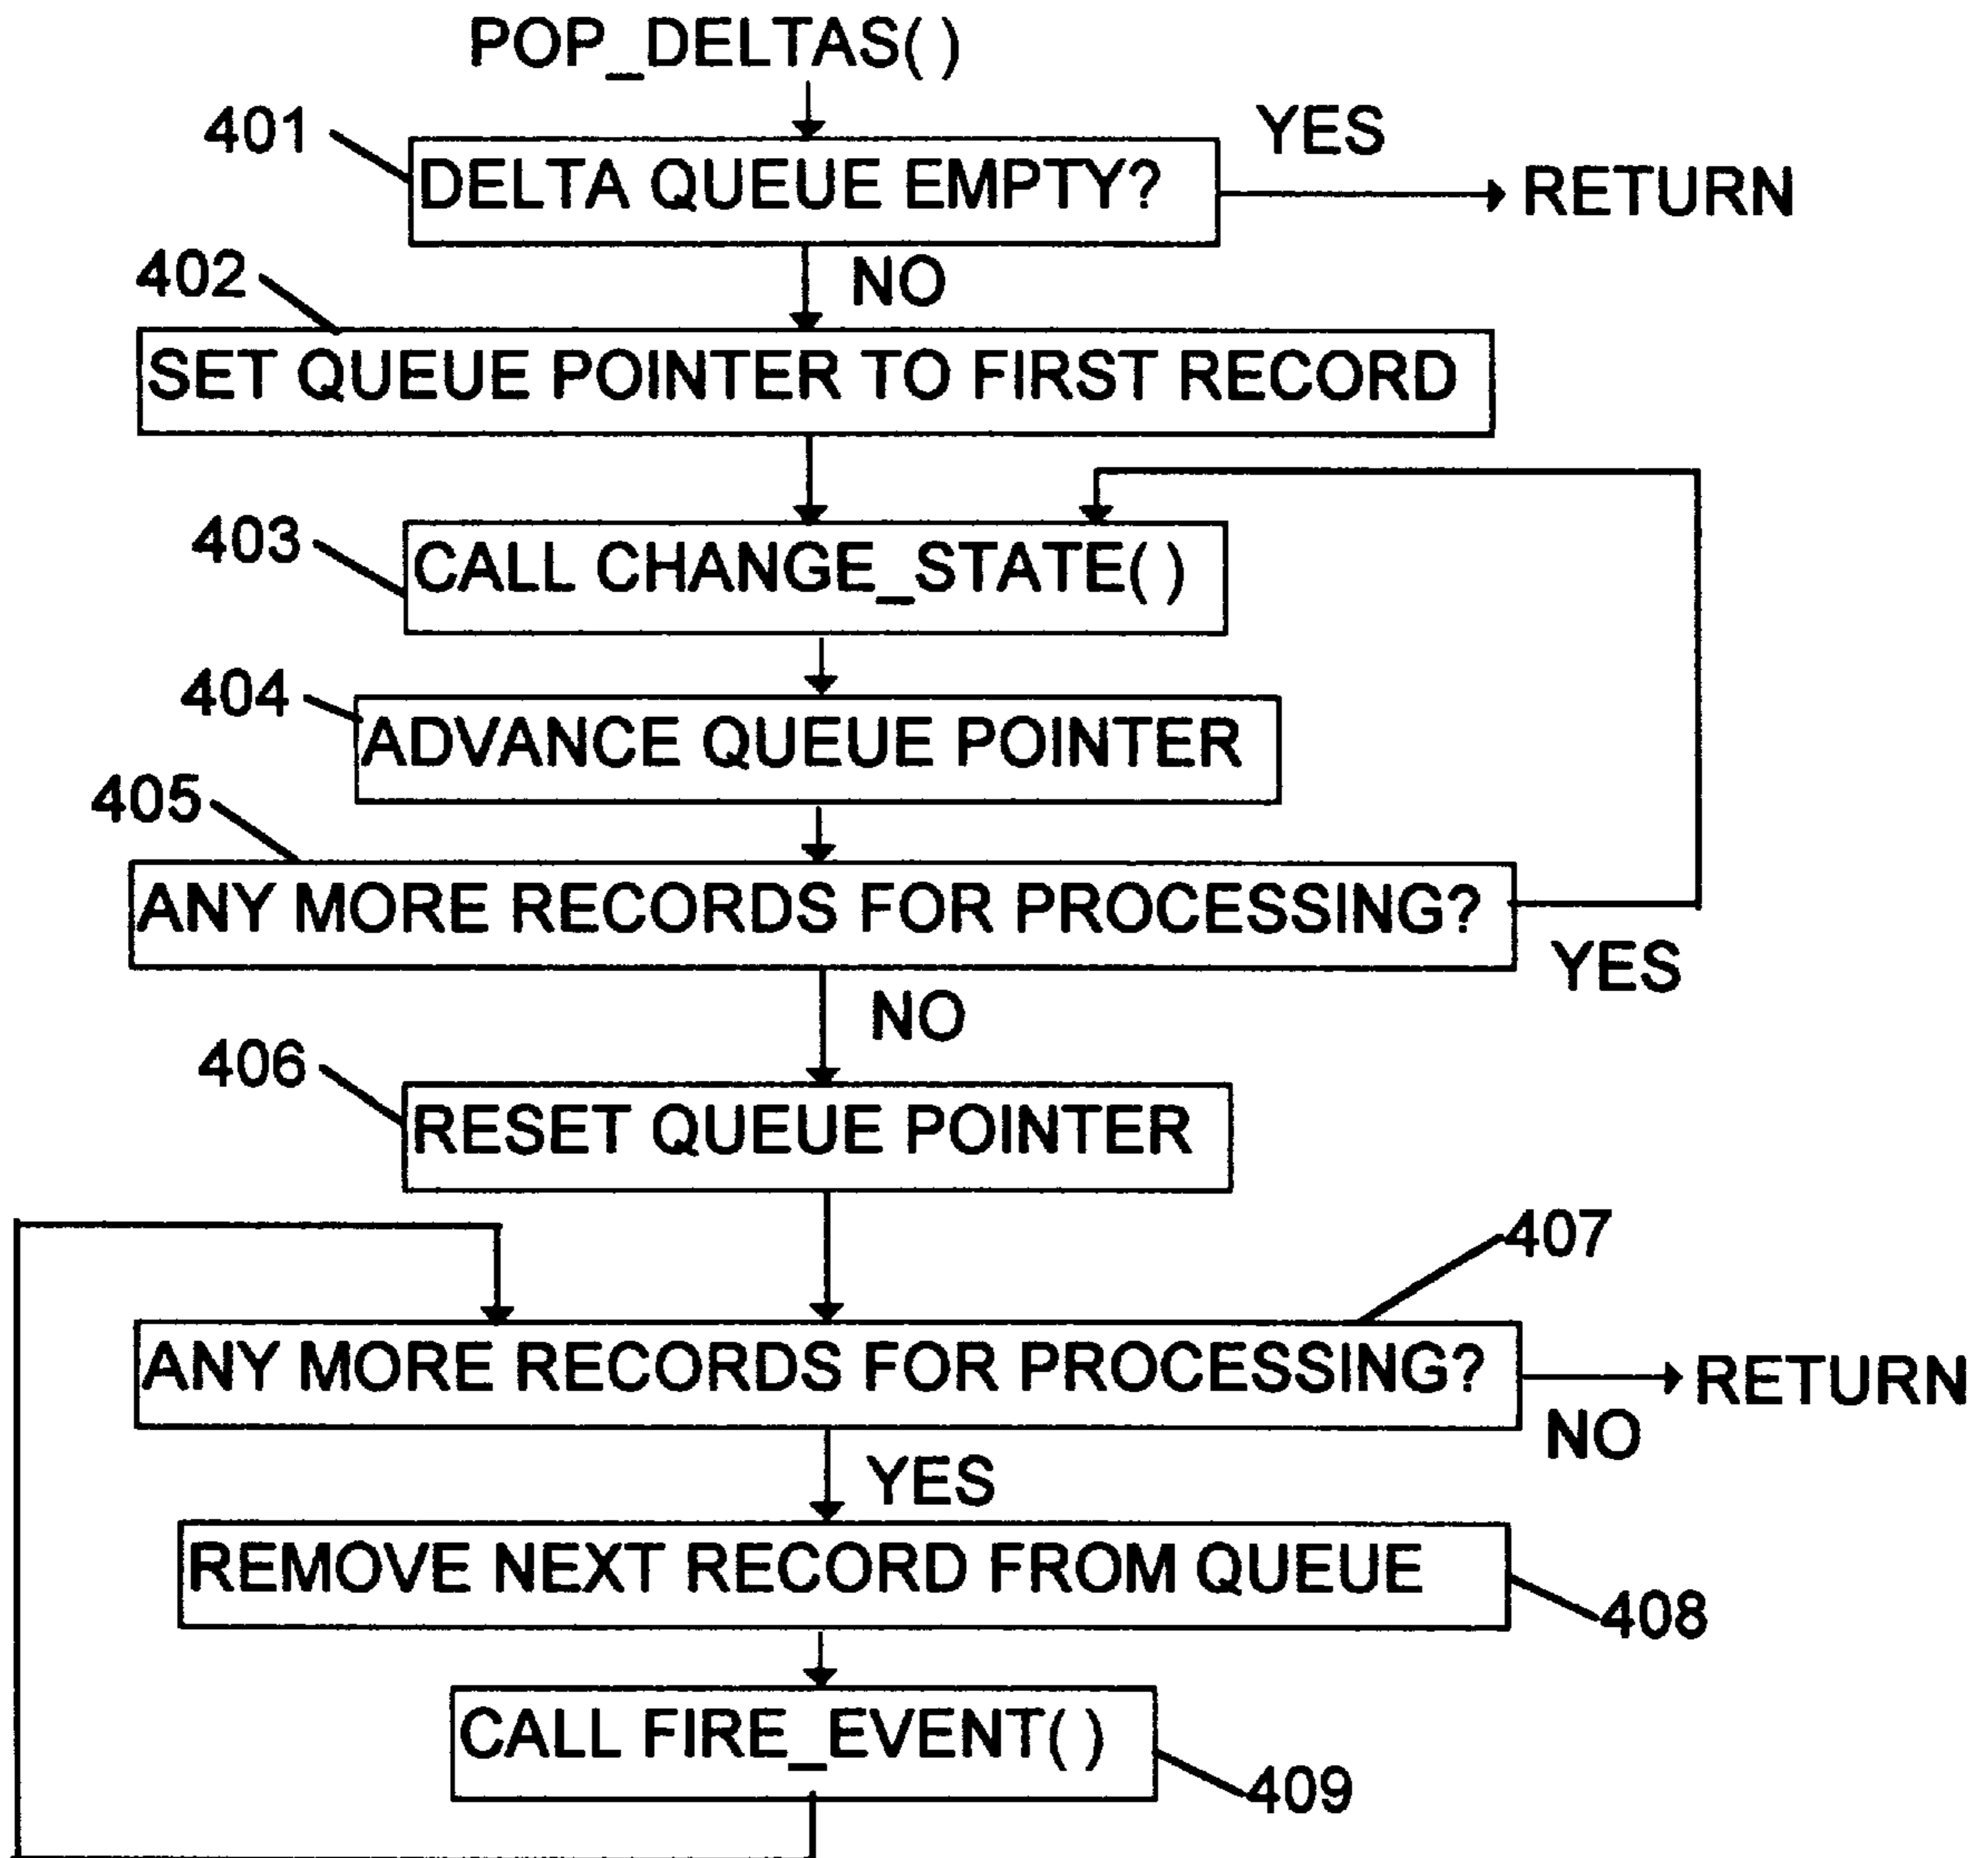 POP_DELTAS( )
401
DELTA QUEUE EMPTY?
YES
RETURN
402
NO
SET QUEUE POINTER TO FIRST RECORD
403
CALL CHANGE_STATE( )
404
ADVANCE QUEUE POINTER
405
ANY MORE RECORDS FOR PROCESSING?
YES
NO
406
RESET QUEUE POINTER
407
ANY MORE RECORDS FOR PROCESSING?
RETURN
NO
YES
REMOVE NEXT RECORD FROM QUEUE
408
CALL FIRE_EVENT( )
409